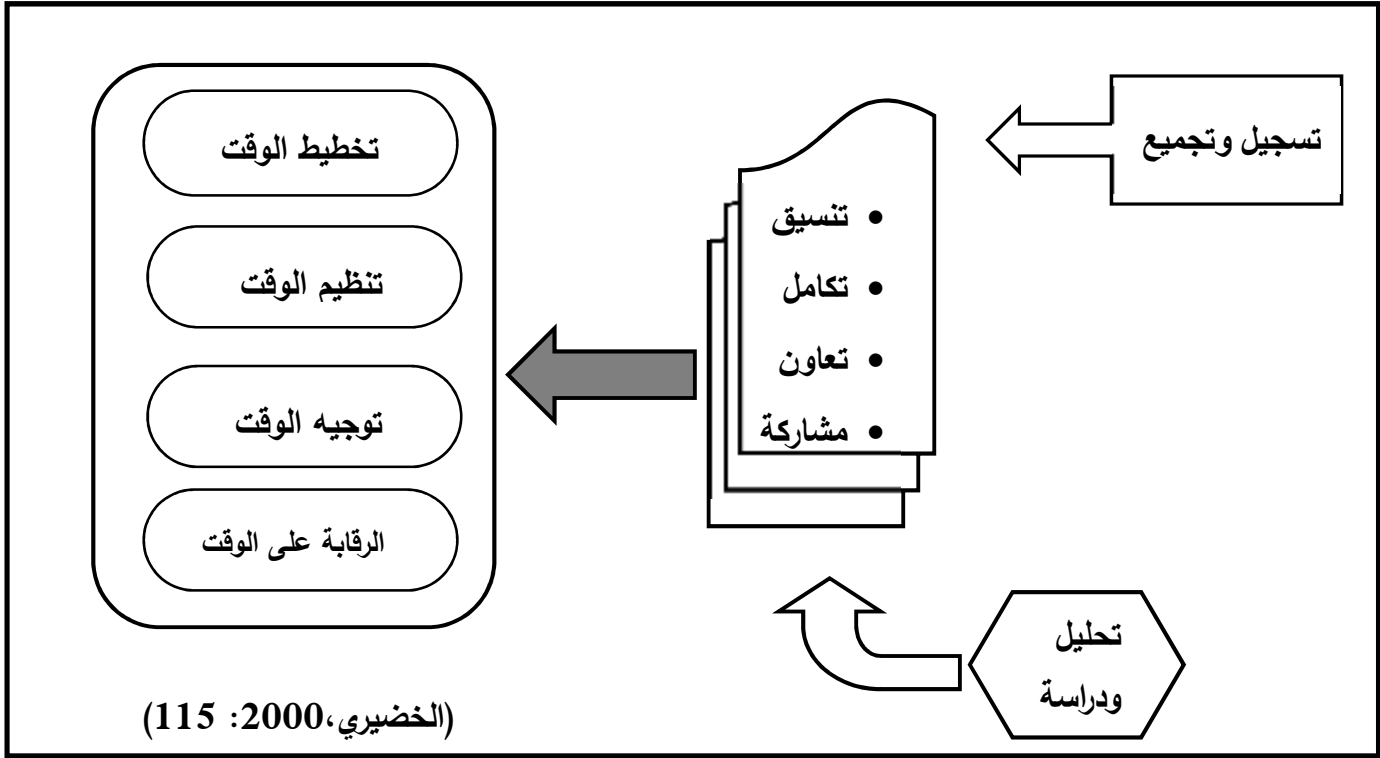 تسجيل وتجميع
• تنسيق
• تكامل
• تعاون
• مشاركة
تحليل
ودراسة
تخطيط الوقت
تنظيم الوقت
توجيه الوقت
الرقابة على الوقت
(الخضيري،2000: 115)